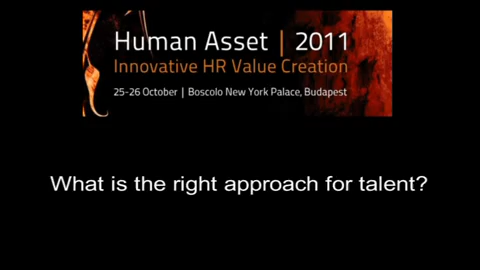 Human Asset | 2011
Innovative HR Value Creation
25-26 October | Boscolo New York Palace, Budapest
What is the right approach for talent?